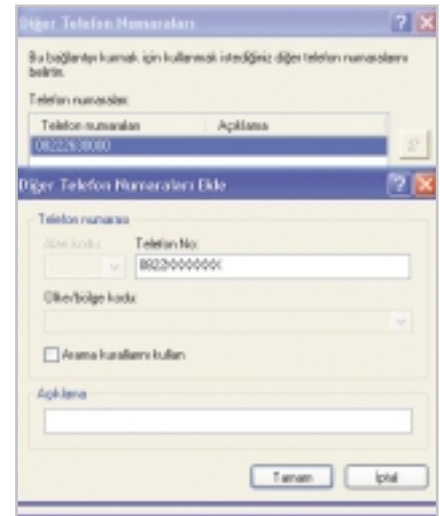 Diğer Telefon Numaraları
Bu bağlantıyı kurmak için kullanmak istediğiniz diğer telefon numaralarını
belirtin.
Telefon numaraları:
Telefon numaraları Açıklama
Diğer Telefon Numaraları Ekle
Telefon numarası
Alan kodu: Telefon No:
Ülke/bölge kodu:
Arama kurallarını kullan
Açıklama
Tamam İptal